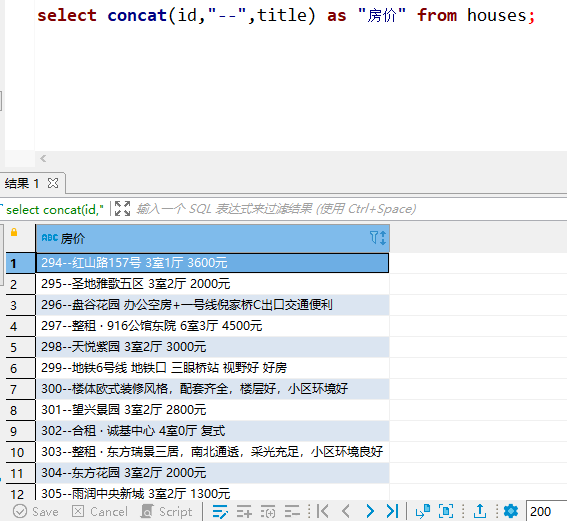 select concat(id,"--",title) as "房价" from houses;
结果 1
select concat(id," 输入一个 SQL 表达式来过滤结果 (使用 Ctrl+Space)
ABC 房价
1 294--红山路157号 3室1厅 3600元
2 295--圣地雅歌五区 3室2厅 2000元
3 296--盘谷花园 办公空房+一号线倪家桥C出口交通便利
4 297--整租 · 916公馆东院 6室3厅 4500元
5 298--天悦紫园 3室2厅 3000元
6 299--地铁6号线 地铁口 三眼桥站 视野好 好房
7 300--楼体欧式装修风格，配套齐全，楼层好，小区环境好
8 301--望兴景园 3室2厅 2800元
9 302--合租 · 诚基中心 4室0厅 复式
10 303--整租 · 东方瑞景三居，南北通透，采光充足，小区环境良好
11 304--东方花园 3室2厅 2000元
12 305--雨润中央新城 3室2厅 1300元
Save Cancel Script 200